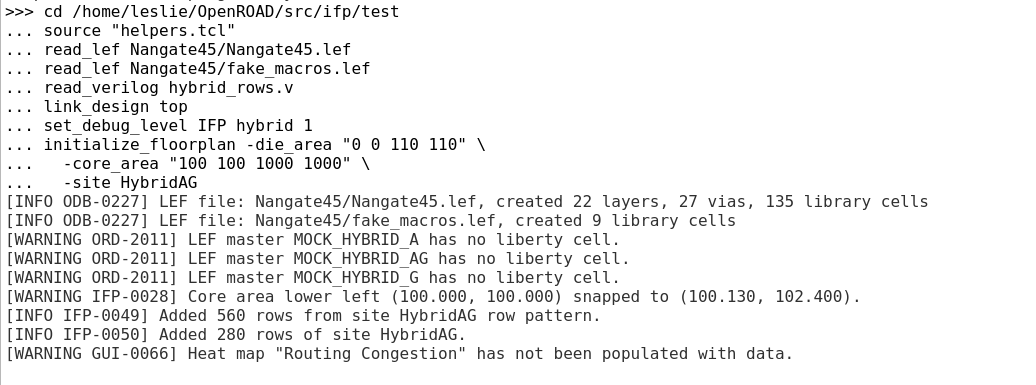 >>> cd /home/leslie/OpenROAD/src/ifp/test
... source "helpers.tcl"
... read_lef Nangate45/Nangate45.lef
... read_lef Nangate45/fake_macros.lef
... read_verilog hybrid_rows.v
... link_design top
... set_debug_level IFP hybrid 1
... initialize_floorplan -die_area "0 0 110 110" \
...   -core_area "100 100 1000 1000" \
...   -site HybridAG
[INFO ODB-0227] LEF file: Nangate45/Nangate45.lef, created 22 layers, 27 vias, 135 library cells
[INFO ODB-0227] LEF file: Nangate45/fake_macros.lef, created 9 library cells
[WARNING ORD-2011] LEF master MOCK_HYBRID_A has no liberty cell.
[WARNING ORD-2011] LEF master MOCK_HYBRID_AG has no liberty cell.
[WARNING ORD-2011] LEF master MOCK_HYBRID_G has no liberty cell.
[WARNING IFP-0028] Core area lower left (100.000, 100.000) snapped to (100.130, 102.400).
[INFO IFP-0049] Added 560 rows from site HybridAG row pattern.
[INFO IFP-0050] Added 280 rows of site HybridAG.
[WARNING GUI-0066] Heat map "Routing Congestion" has not been populated with data.